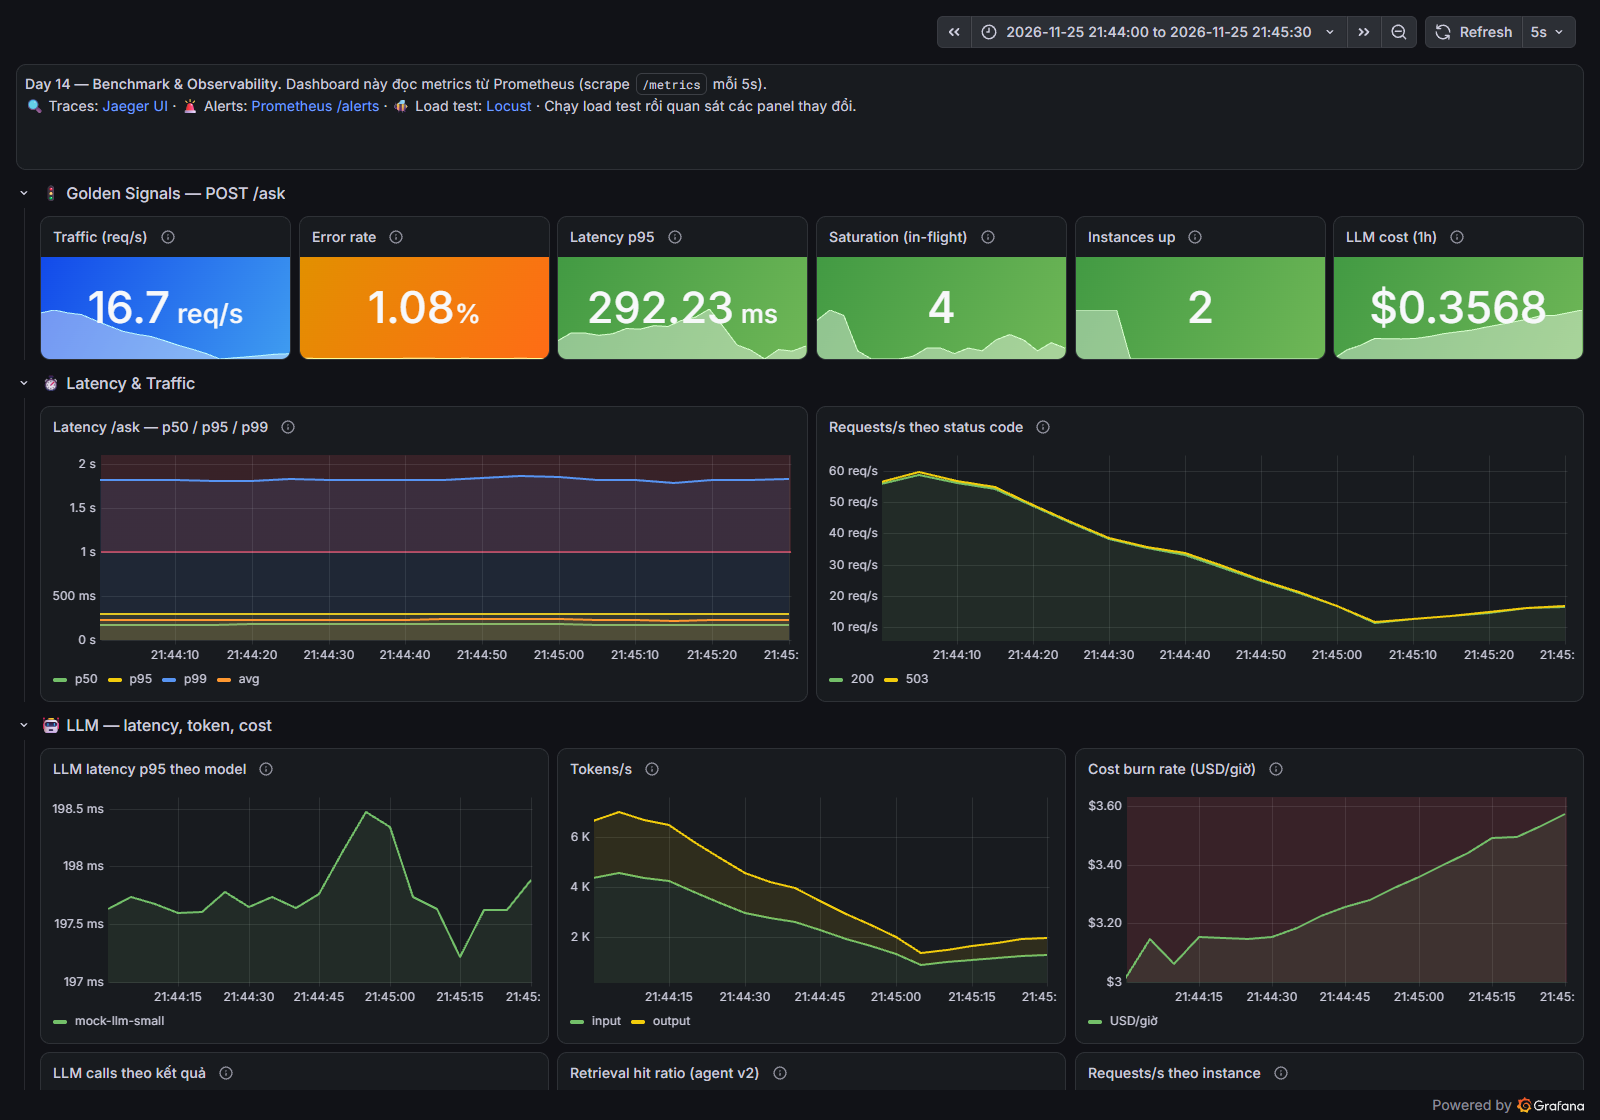 2026-11-25 21:44:00 to 2026-11-25 21:45:30
Refresh 5s
Day 14 — Benchmark & Observability. Dashboard này đọc metrics từ Prometheus (scrape /metrics mỗi 5s).
Traces: Jaeger UI · Alerts: Prometheus /alerts · Load test: Locust · Chạy load test rồi quan sát các panel thay đổi.
Golden Signals — POST /ask
Traffic (req/s)
16.7 req/s
Error rate
1.08%
Latency p95
292.23 ms
Saturation (in-flight)
4
Instances up
2
LLM cost (1h)
$0.3568
Latency & Traffic
Latency /ask — p50 / p95 / p99
2 s
1.5 s
1 s
500 ms
0 s
21:44:10 21:44:20 21:44:30 21:44:40 21:44:50 21:45:00 21:45:10 21:45:20 21:45:
p50 p95 p99 avg
Requests/s theo status code
60 req/s
50 req/s
40 req/s
30 req/s
20 req/s
10 req/s
21:44:10 21:44:20 21:44:30 21:44:40 21:44:50 21:45:00 21:45:10 21:45:20 21:45:
200 503
LLM — latency, token, cost
LLM latency p95 theo model
198.5 ms
198 ms
197.5 ms
197 ms
21:44:15 21:44:30 21:44:45 21:45:00 21:45:15 21:45:
mock-llm-small
Tokens/s
6 K
4 K
2 K
21:44:15 21:44:30 21:44:45 21:45:00 21:45:15 21:45:
input output
Cost burn rate (USD/giờ)
$3.60
$3.40
$3.20
$3
21:44:15 21:44:30 21:44:45 21:45:00 21:45:15 21:45:
USD/giờ
LLM calls theo kết quả
Retrieval hit ratio (agent v2)
Requests/s theo instance
Powered by Grafana